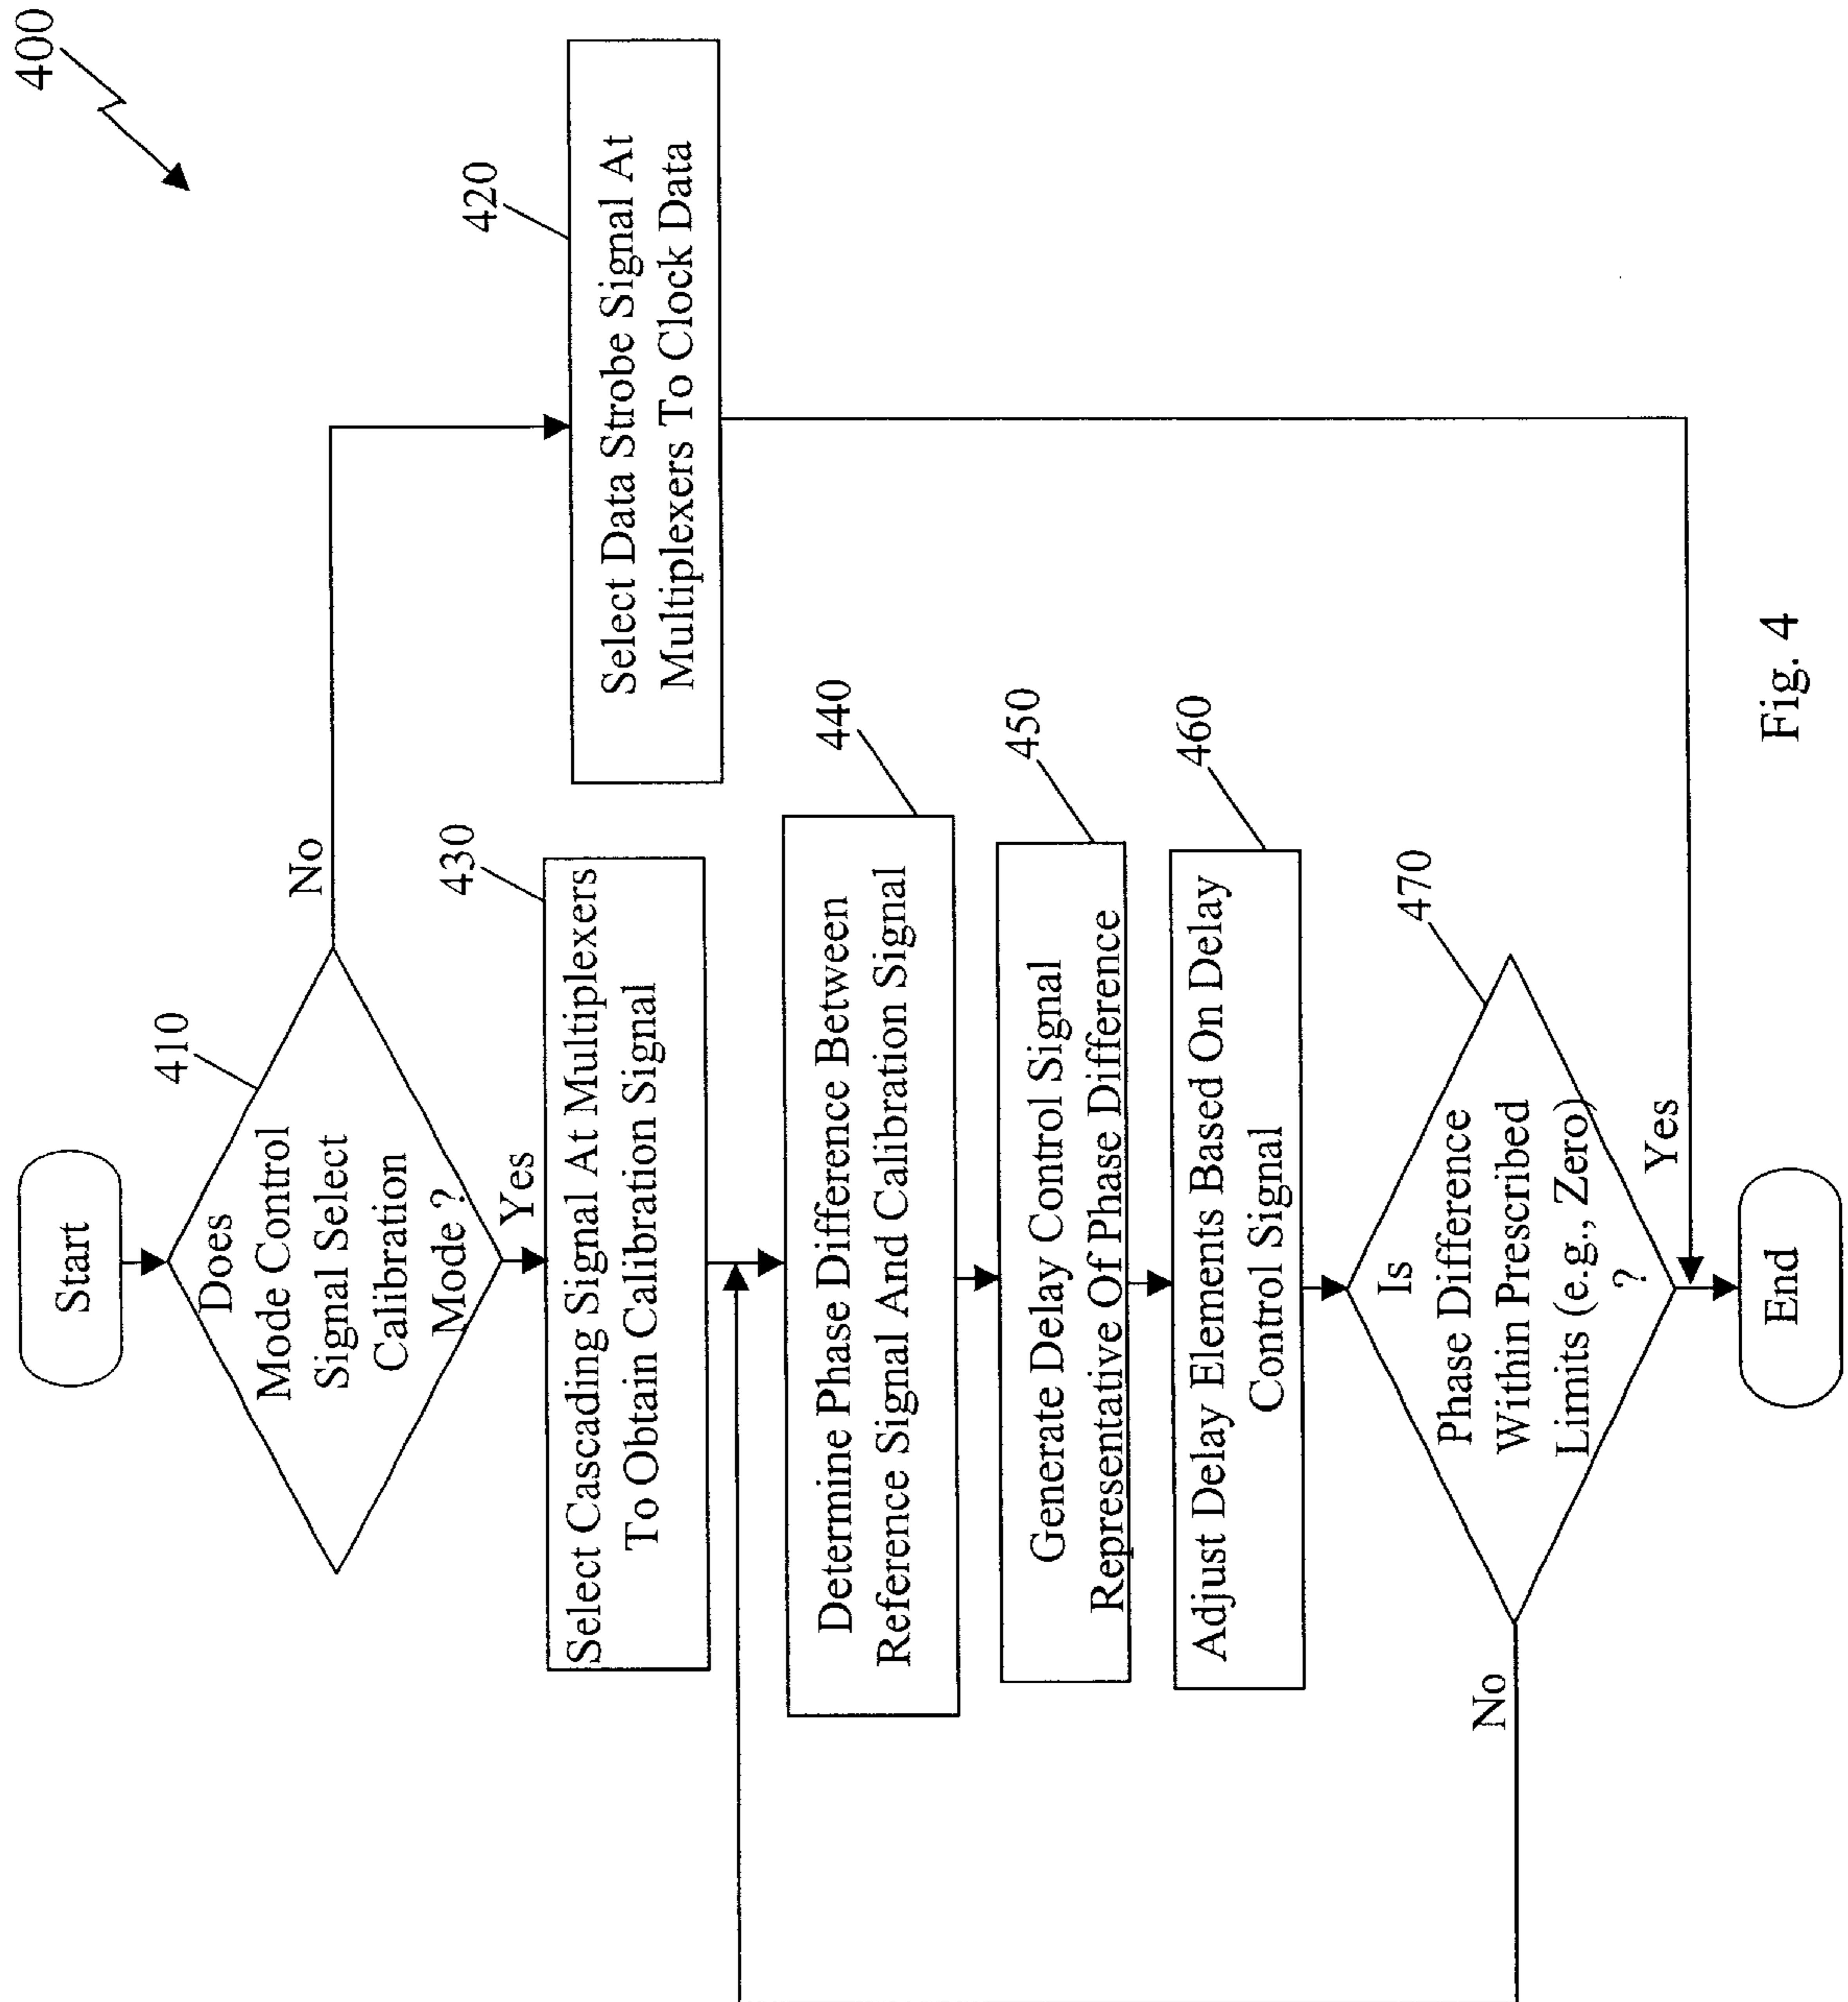 400
Start
410
Does
Mode Control
Signal Select
Calibration
Mode ?
No
Yes
420
Select Data Strobe Signal At
Multiplexers To Clock Data
430
Select Cascading Signal At Multiplexers
To Obtain Calibration Signal
440
Determine Phase Difference Between
Reference Signal And Calibration Signal
450
Generate Delay Control Signal
Representative Of Phase Difference
460
Adjust Delay Elements Based On Delay
Control Signal
470
Is
Phase Difference
Within Prescribed
Limits (e.g., Zero)
?
No
Yes
End
Fig. 4